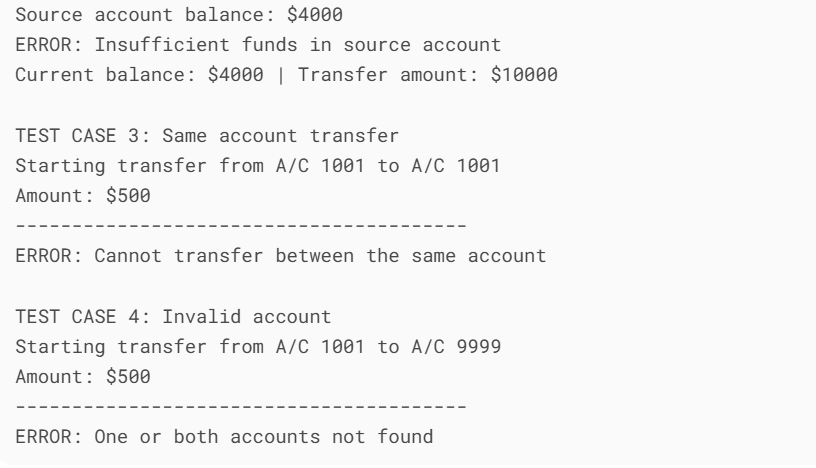 Source account balance: $4000
ERROR: Insufficient funds in source account
Current balance: $4000 | Transfer amount: $10000
TEST CASE 3: Same account transfer
Starting transfer from A/C 1001 to A/C 1001
Amount: $500
----------------------------------------
ERROR: Cannot transfer between the same account
TEST CASE 4: Invalid account
Starting transfer from A/C 1001 to A/C 9999
Amount: $500
----------------------------------------
ERROR: One or both accounts not found